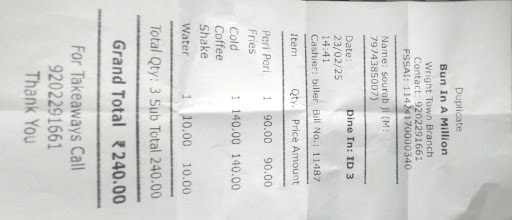 Duplicate
Bun In A Million
Wright Town Branch
Contact: 9202291661
FSSAI: 11424170000340
Name: sourab ji (M:
7974385007)
Date: Dine In: ID 3
23/02/25
14:41
Cashier: biller Bill No.: 11487
Item Qty. Price Amount
Peri Peri 1 90.00 90.00
Fries
Cold 1 140.00 140.00
Coffee
Shake
Water 1 10.00 10.00
Total Qty: 3 Sub Total 240.00
Grand Total ₹240.00
For Takeaways Call
9202291661
Thank You